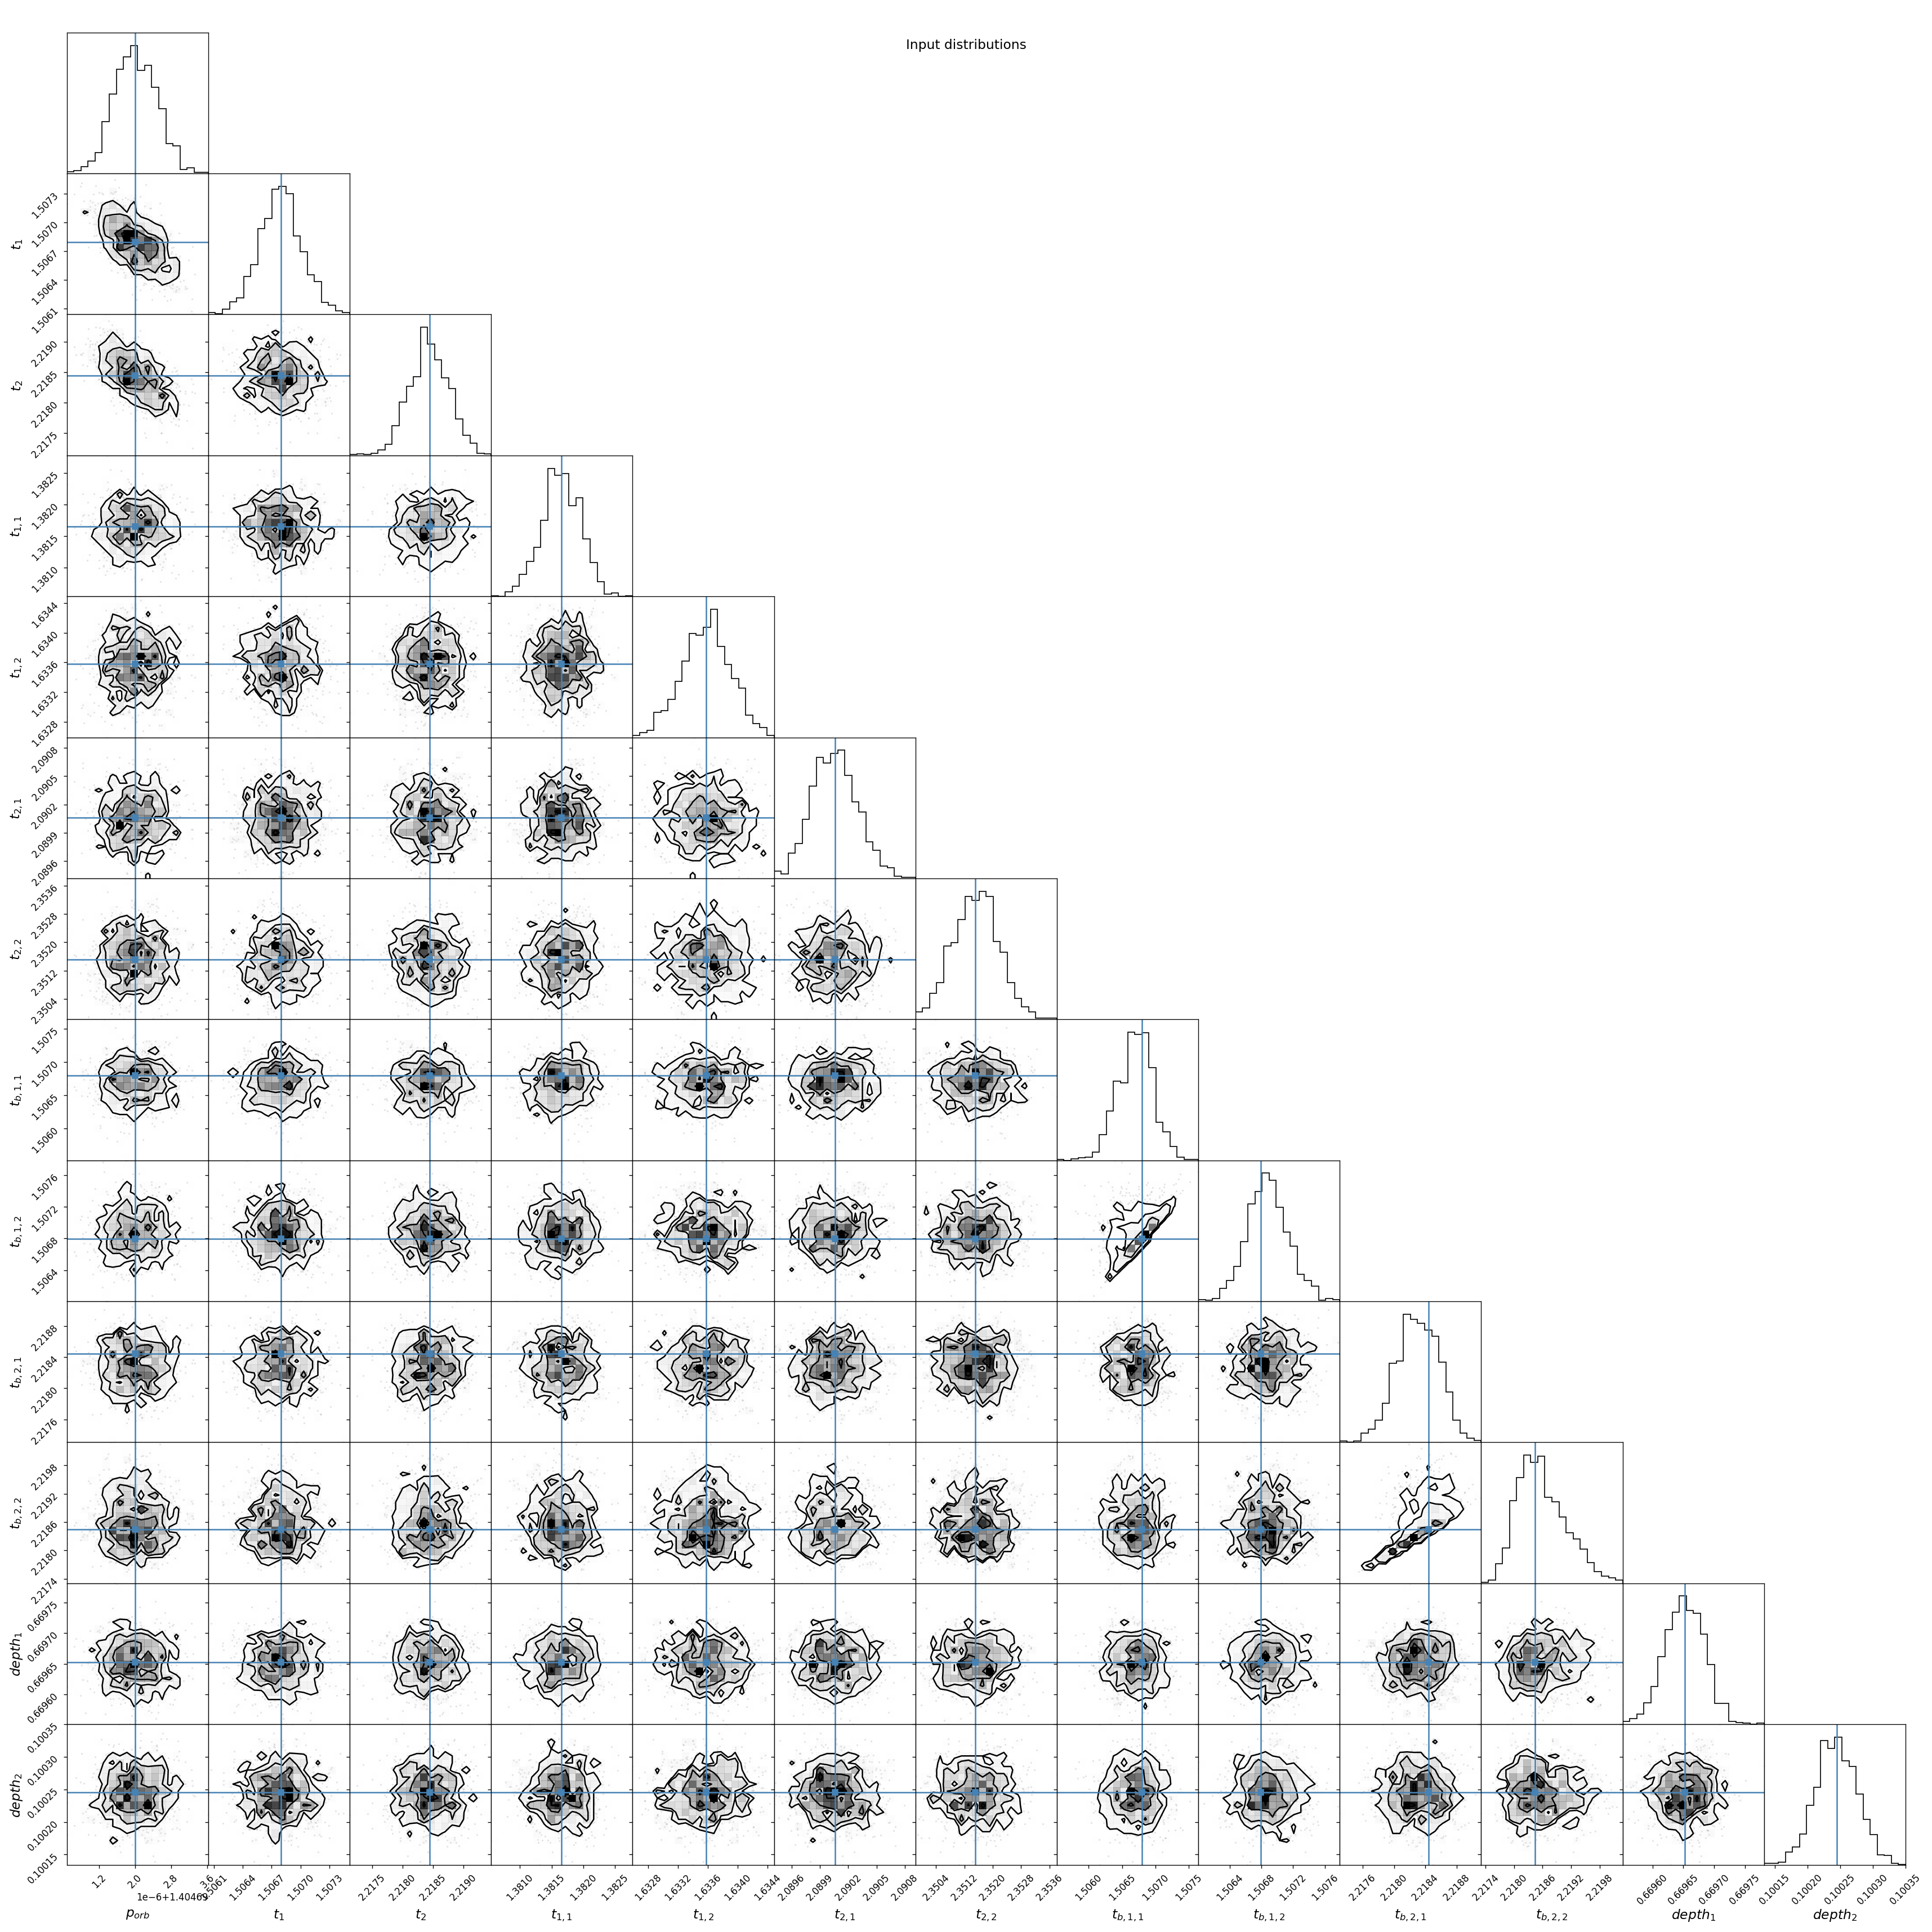 Input distributions
t₁
1.5073
1.5070
1.5067
1.5064
1.5061
t₂
2.2190
2.2185
2.2180
2.2175
t₁,₁
1.3825
1.3820
1.3815
1.3810
t₁,₂
1.6344
1.6340
1.6336
1.6332
1.6328
t₂,₁
2.0908
2.0905
2.0902
2.0899
2.0896
t₂,₂
2.3536
2.3528
2.3520
2.3512
2.3504
t_b,1,1
1.5075
1.5070
1.5065
1.5060
t_b,1,2
1.5076
1.5072
1.5068
1.5064
t_b,2,1
2.2188
2.2184
2.2180
2.2176
t_b,2,2
2.2198
2.2192
2.2186
2.2180
2.2174
depth₁
0.66975
0.66970
0.66965
0.66960
depth₂
0.10035
0.10030
0.10025
0.10020
0.10015
1.2 2.0 2.8 3.6
1e−6+1.40469
1.5061 1.5064 1.5067 1.5070 1.5073
2.2175 2.2180 2.2185 2.2190
1.3810 1.3815 1.3820 1.3825
1.6328 1.6332 1.6336 1.6340 1.6344
2.0896 2.0899 2.0902 2.0905 2.0908
2.3504 2.3512 2.3520 2.3528 2.3536
1.5060 1.5065 1.5070 1.5075
1.5064 1.5068 1.5072 1.5076
2.2176 2.2180 2.2184 2.2188
2.2174 2.2180 2.2186 2.2192 2.2198
0.66960 0.66965 0.66970 0.66975
0.10015 0.10020 0.10025 0.10030 0.10035
p_orb t₁ t₂ t₁,₁ t₁,₂ t₂,₁ t₂,₂ t_b,1,1 t_b,1,2 t_b,2,1 t_b,2,2 depth₁ depth₂